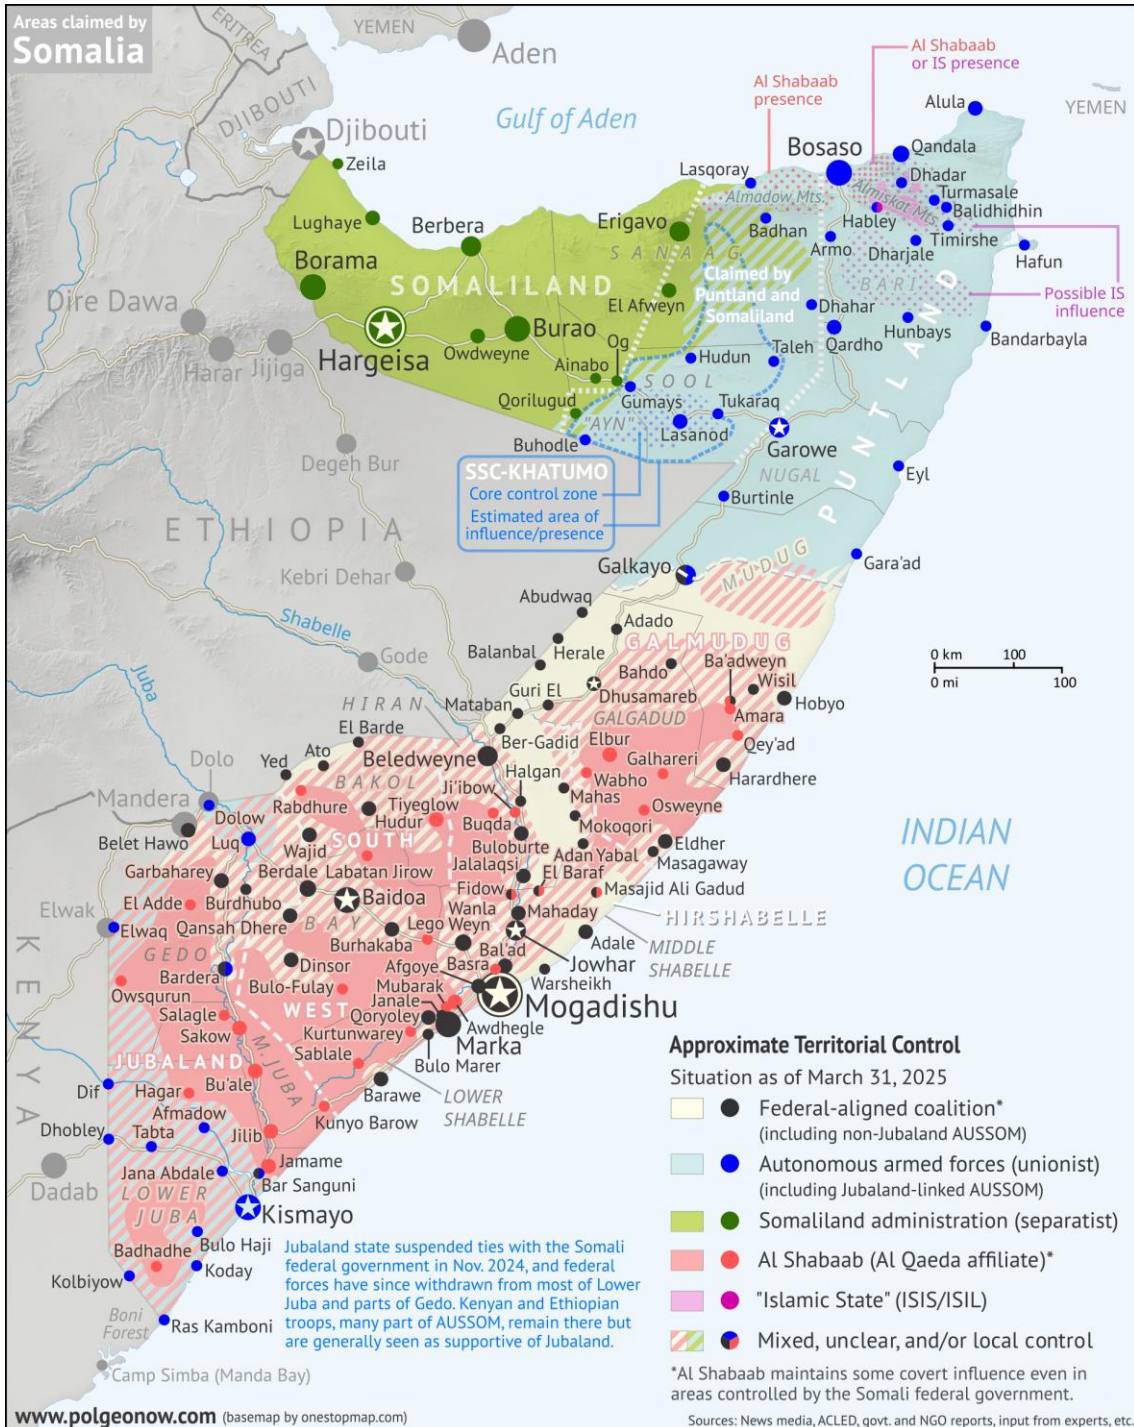 Areas claimed by
Somalia
YEMEN
ERITREA
Aden
Al Shabaab
or IS presence
Al Shabaab
presence
Alula
YEMEN
DJIBOUTI
Djibouti
Gulf of Aden
Zeila
Lasqoray
Bosaso
Qandala
Dhadar
Turmasale
Almadow Mts.
Almiskat Mts.
Balidhidhin
Lughaye
Berbera
Erigavo
Badhan
Habley
Timirshe
Armo
Dharjale
Hafun
SANAAG
Borama
SOMALILAND
Claimed by
Puntland and
Somaliland
BARI
Possible IS
influence
Dire Dawa
El Afweyn
Dhahar
Hunbays
Bandarbayla
Hargeisa
Burao
Owdweyne
Og
Qardho
Harar
Jijiga
Ainabo
Hudun
Taleh
SOOL
PUNTLAND
Qorilugud
Gumays
Tukaraq
"AYN"
Lasanod
Buhodle
Garowe
Degeh Bur
SSC-KHATUMO
Core control zone
Estimated area of
influence/presence
NUGAL
Eyl
Burtinle
ETHIOPIA
Galkayo
MUDUG
Gara'ad
Kebri Dehar
Abudwaq
Shabelle
Adado
GALMUDUG
0 km 100
0 mi 100
Gode
Balanbal
Herale
Bahdo
Ba'adweyn
Wisil
Juba
Guri El
Dhusamareb
Hobyo
HIRAN
Mataban
GALGADUD
Amara
El Barde
Ber-Gadid
Qey'ad
Dolo
Yed
Ato
Beledweyne
Elbur
Galhareri
Harardhere
BAKOL
Halgan
Wabho
Mandera
Rabdhure
Tiyeglow
Ji'ibow
Mahas
Osweyne
Dolow
Hudur
Buqda
Mokoqori
INDIAN
OCEAN
Belet Hawo
Luq
Wajid
SOUTH
Buloburte
Eldher
Adan Yabal
Masagaway
Garbaharey
Berdale
Labatan Jirow
Jalalaqsi
El Baraf
El Adde
Burdhubo
Baidoa
Fidow
Masajid Ali Gadud
Elwak
Elwaq
Qansah Dhere
BAY
Lego
Wanla
Weyn
Mahaday
HIRSHABELLE
GEDO
Burhakaba
Bal'ad
Jowhar
Adale
MIDDLE
SHABELLE
Bardera
Dinsor
Afgoye
Basra
Warsheikh
Owsqurun
Bulo-Fulay
Mubarak
Mogadishu
Salagle
WEST
Janale
Qoryoley
Awdhegle
Sakow
Kurtunwarey
Marka
KENYA
JUBALAND
M. JUBA
Sablale
Bulo Marer
Bu'ale
Dif
Hagar
Barawe
LOWER
SHABELLE
Afmadow
Kunyo Barow
Dhobley
Tabta
Jilib
Jamame
Dadab
Jana Abdale
Bar Sanguni
LOWER
JUBA
Kismayo
Bulo Haji
Badhadhe
Koday
Kolbiyow
Boni
Forest
Ras Kamboni
Camp Simba (Manda Bay)
Jubaland state suspended ties with the Somali
federal government in Nov. 2024, and federal
forces have since withdrawn from most of Lower
Juba and parts of Gedo. Kenyan and Ethiopian
troops, many part of AUSSOM, remain there but
are generally seen as supportive of Jubaland.
Approximate Territorial Control
Situation as of March 31, 2025
Federal-aligned coalition*
(including non-Jubaland AUSSOM)
Autonomous armed forces (unionist)
(including Jubaland-linked AUSSOM)
Somaliland administration (separatist)
Al Shabaab (Al Qaeda affiliate)*
"Islamic State" (ISIS/ISIL)
Mixed, unclear, and/or local control
*Al Shabaab maintains some covert influence even in
areas controlled by the Somali federal government.
www.polgeonow.com (basemap by onestopmap.com)
Sources: News media, ACLED, govt. and NGO reports, input from experts, etc.